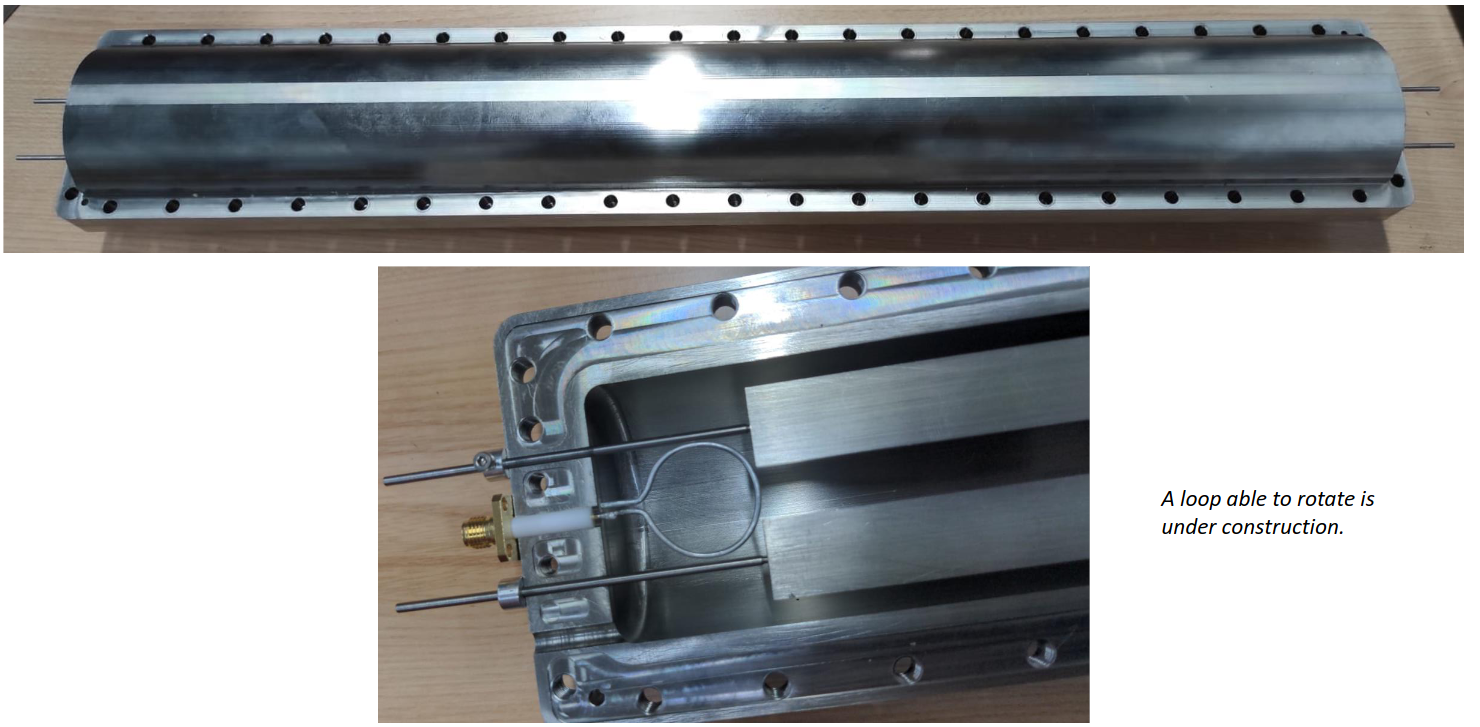 A loop able to rotate is
under construction.